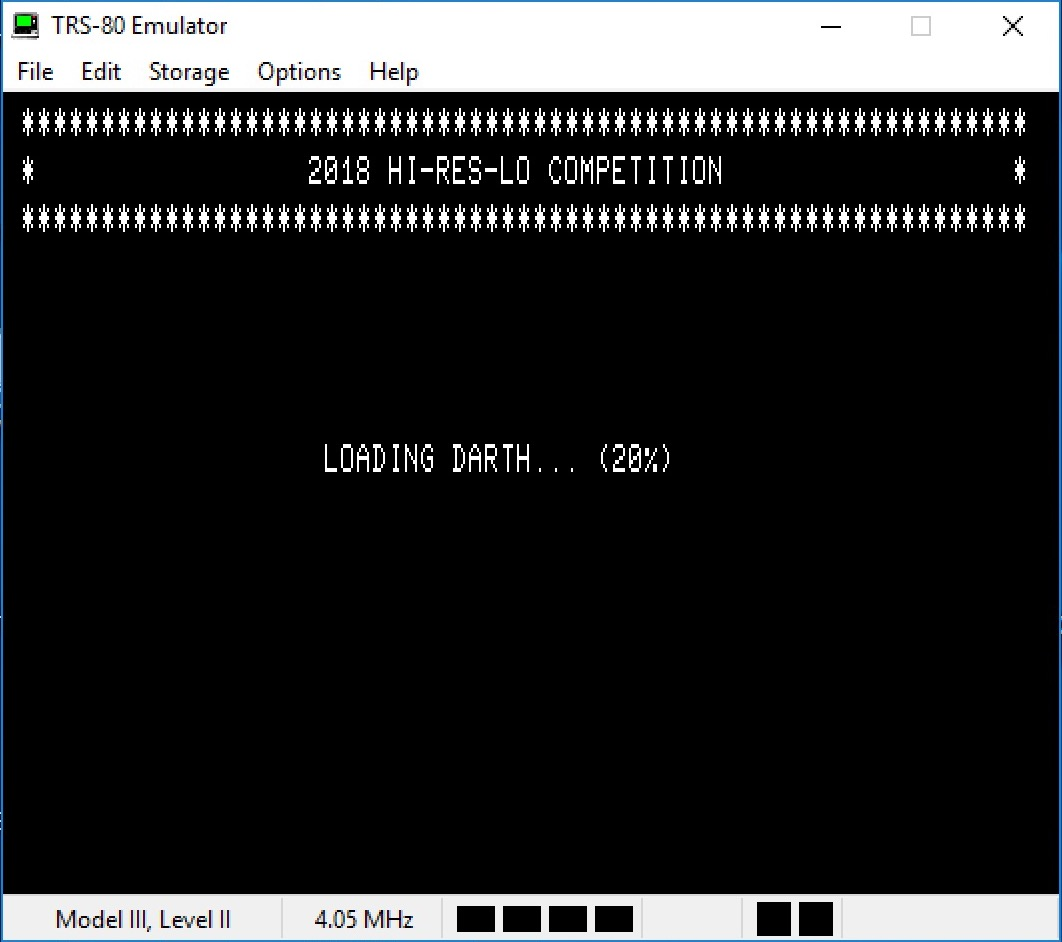 TRS-80 Emulator
File Edit Storage Options Help
***************************************************************
* 2018 HI-RES-LO COMPETITION *
***************************************************************
LOADING DARTH... (20%)
Model III, Level II 4.05 MHz